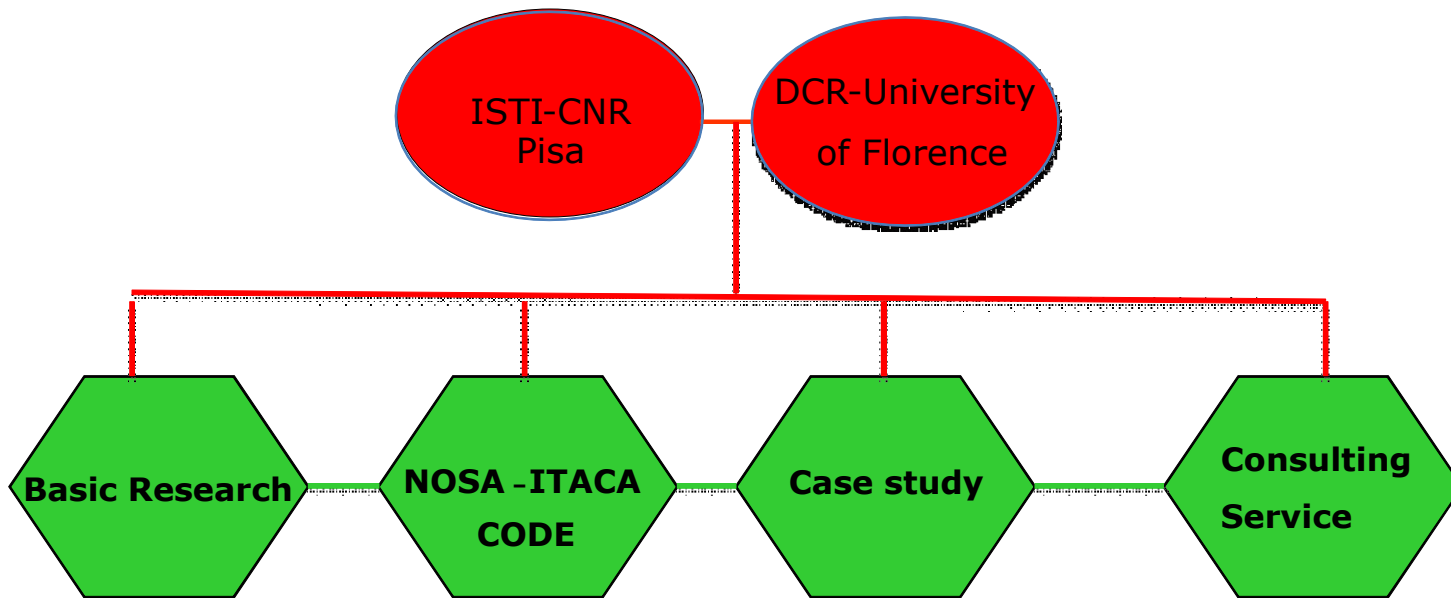 ISTI-CNR
Pisa
DCR-University
of Florence
Basic Research
NOSA-ITACA
CODE
Case study
Consulting
Service